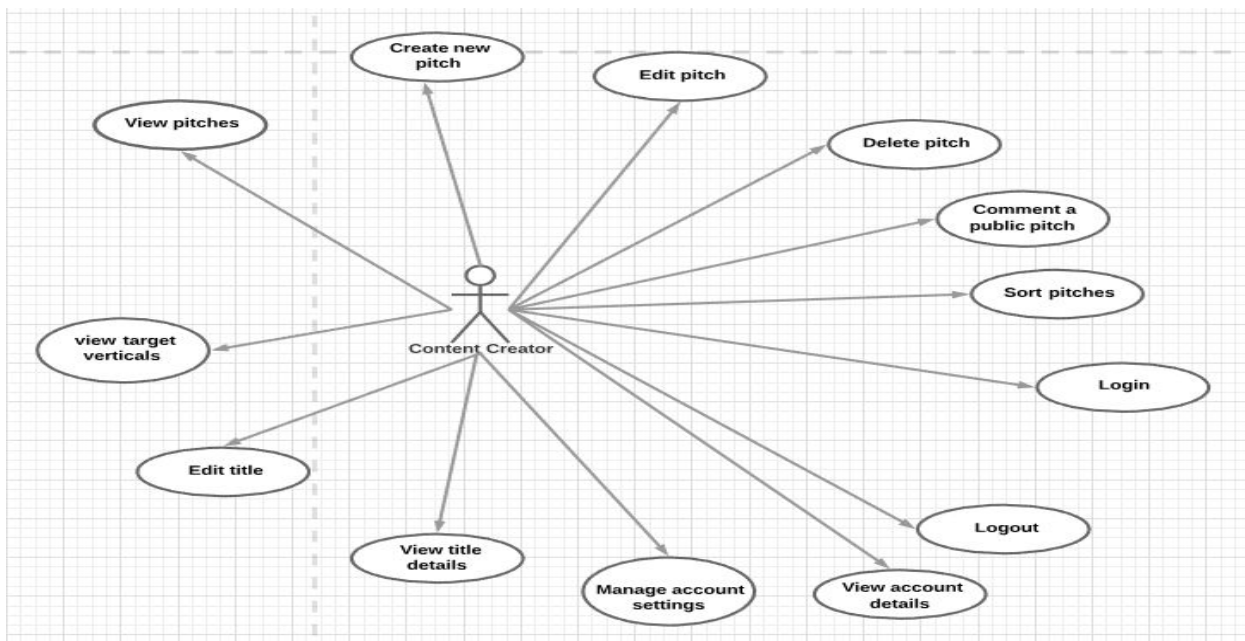 Create new
pitch
Edit pitch
View pitches
Delete pitch
Comment a
public pitch
Sort pitches
Content Creator
view target
verticals
Login
Edit title
Logout
View title
details
Manage account
settings
View account
details